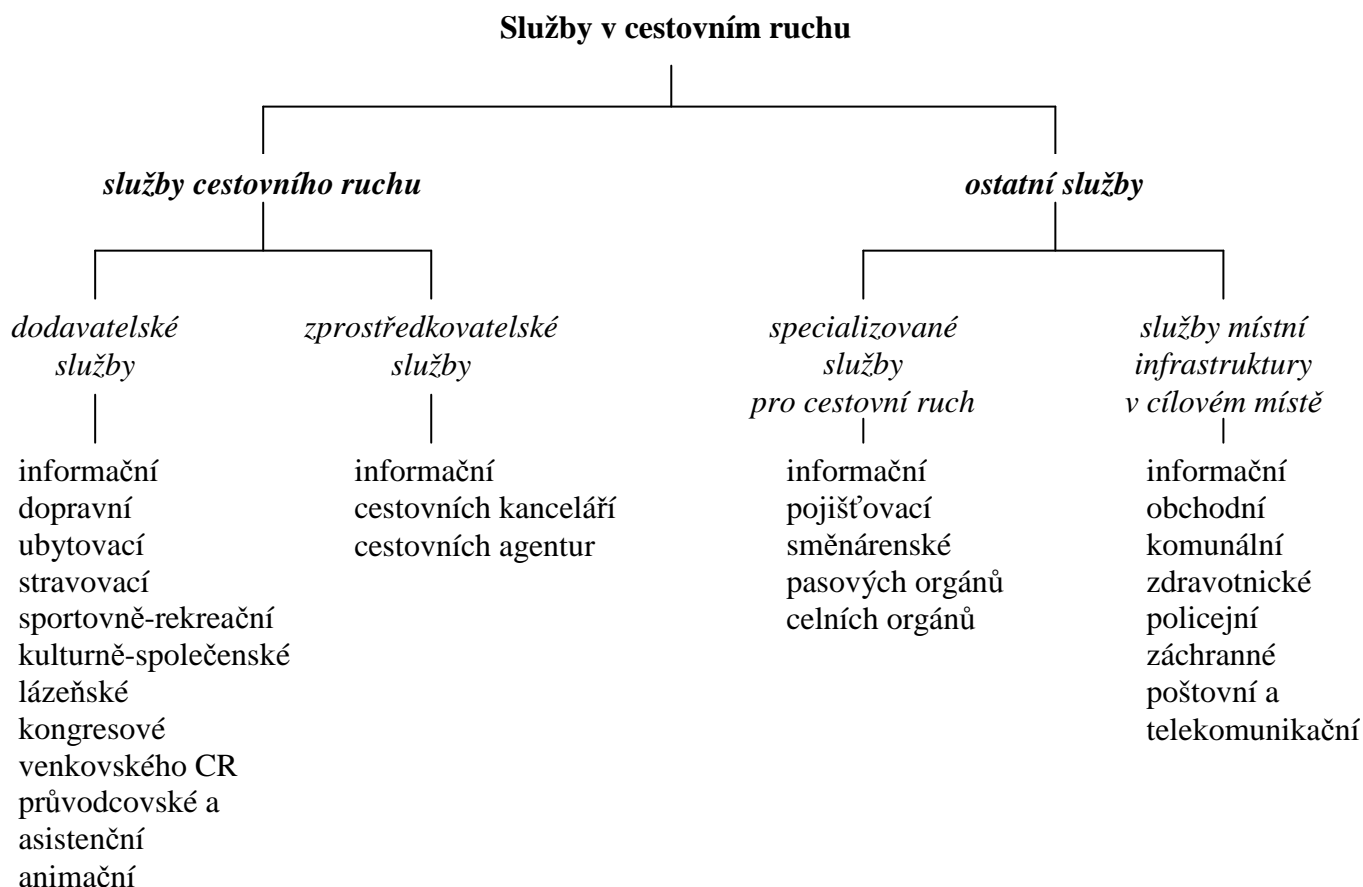 Služby v cestovním ruchu
služby cestovního ruchu
ostatní služby
dodavatelské
služby
zprostředkovatelské
služby
specializované
služby
pro cestovní ruch
služby místní
infrastruktury
v cílovém místě
informační
dopravní
ubytovací
stravovací
sportovně-rekreační
kulturně-společenské
lázeňské
kongresové
venkovského CR
průvodcovské a
asistenční
animační
informační
cestovních kanceláří
cestovních agentur
informační
pojišťovací
směnárenské
pasových orgánů
celních orgánů
informační
obchodní
komunální
zdravotnické
policejní
záchranné
poštovní a
telekomunikační